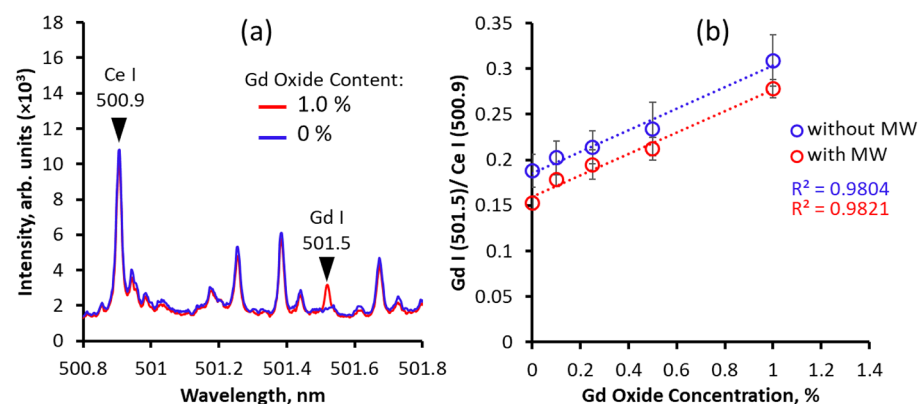 (a)
Intensity, arb. units (×10³)
18
16
14
12
10
8
6
4
2
0
Ce I
500.9
Gd Oxide Content:
1.0 %
0 %
Gd I
501.5
500.8
501
501.2
501.4
501.6
501.8
Wavelength, nm
(b)
Gd I (501.5)/ Ce I (500.9)
0.35
0.3
0.25
0.2
0.15
0.1
0.05
0
without MW
with MW
R² = 0.9804
R² = 0.9821
0
0.2
0.4
0.6
0.8
1
1.2
1.4
Gd Oxide Concentration, %